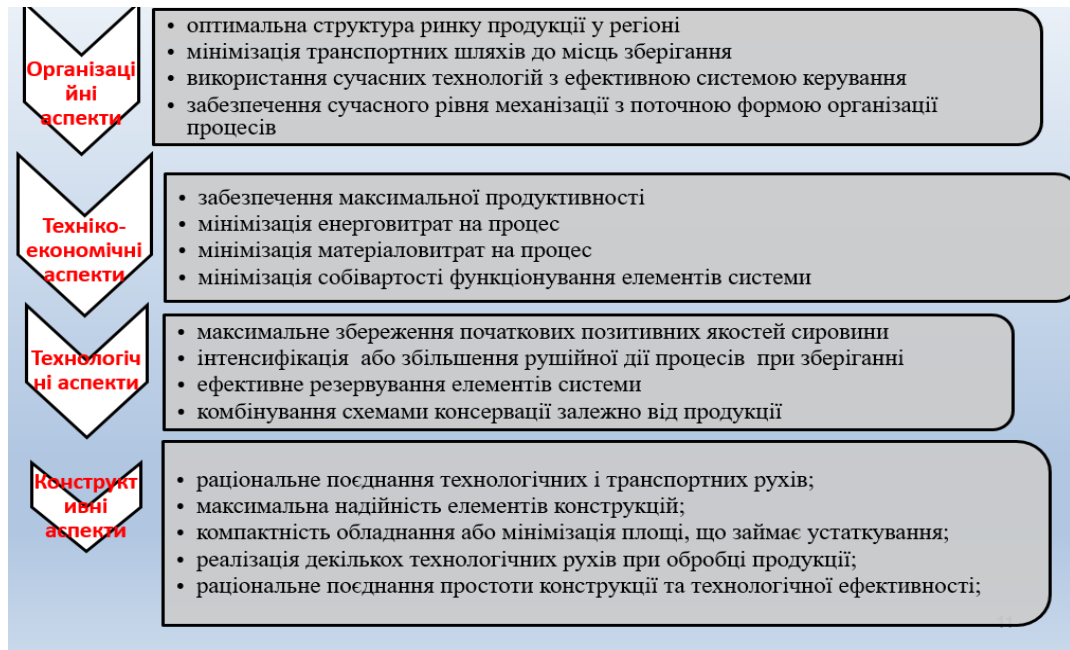 Організаці
йні
аспекти
• оптимальна структура ринку продукції у регіоні
• мінімізація транспортних шляхів до місць зберігання
• використання сучасних технологій з ефективною системою керування
• забезпечення сучасного рівня механізації з поточною формою організації
процесів
Техніко-
економічні
аспекти
• забезпечення максимальної продуктивності
• мінімізація енерговитрат на процес
• мінімізація матеріаловитрат на процес
• мінімізація собівартості функціонування елементів системи
Технологіч
ні аспекти
• максимальне збереження початкових позитивних якостей сировини
• інтенсифікація або збільшення рушійної дії процесів при зберіганні
• ефективне резервування елементів системи
• комбінування схемами консервації залежно від продукції
Конструкт
ивні
аспекти
• раціональне поєднання технологічних і транспортних рухів;
• максимальна надійність елементів конструкцій;
• компактність обладнання або мінімізація площі, що займає устаткування;
• реалізація декількох технологічних рухів при обробці продукції;
• раціональне поєднання простоти конструкції та технологічної ефективності;